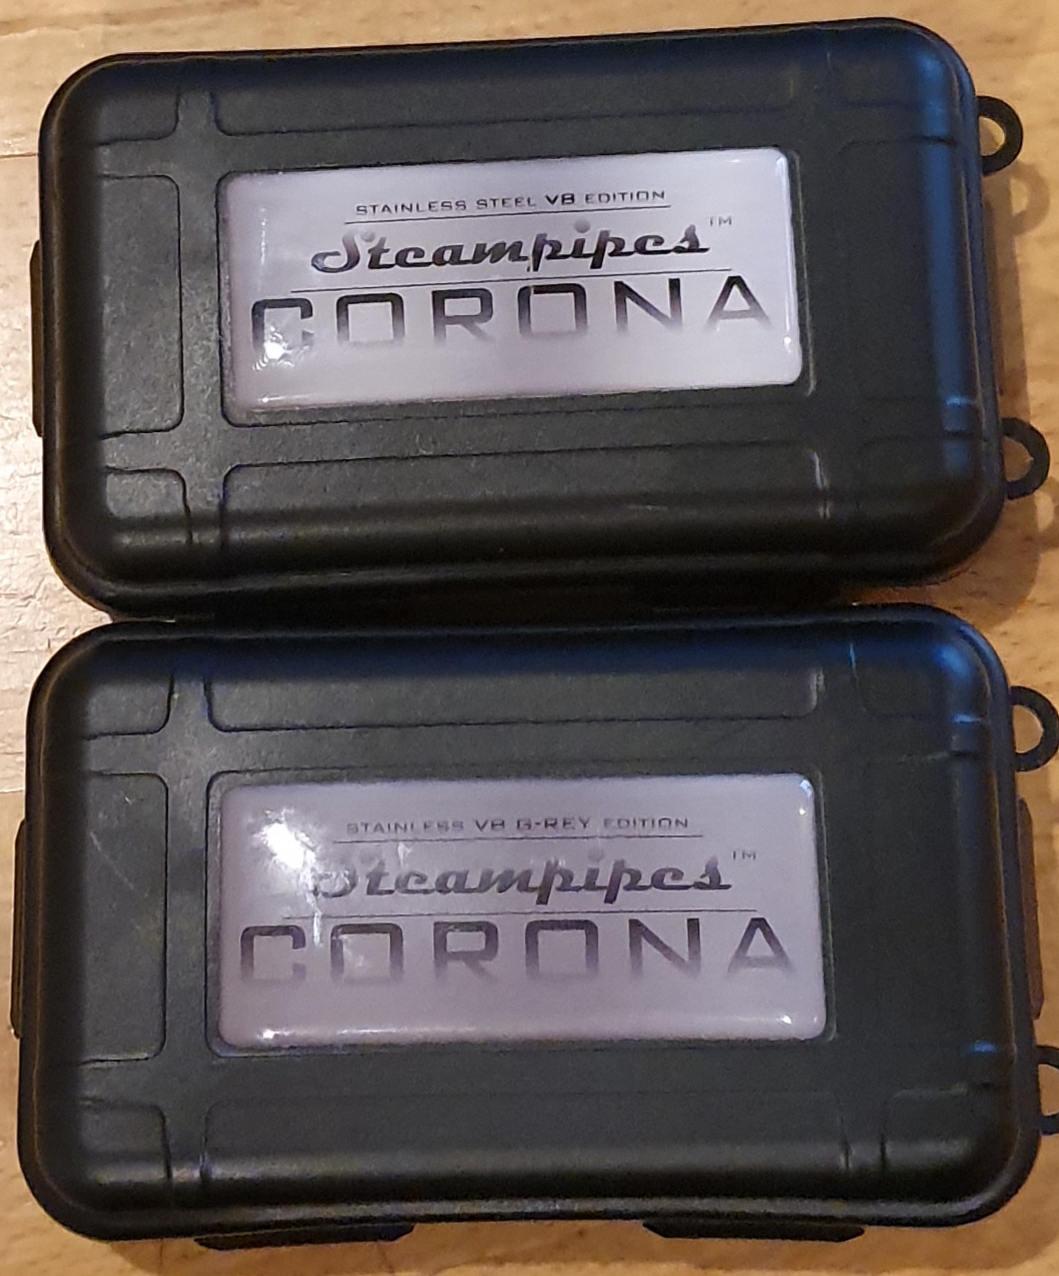 STAINLESS STEEL V8 EDITION
Steampipes™
CORONA
STAINLESS V8 G-REY EDITION
Steampipes™
CORONA